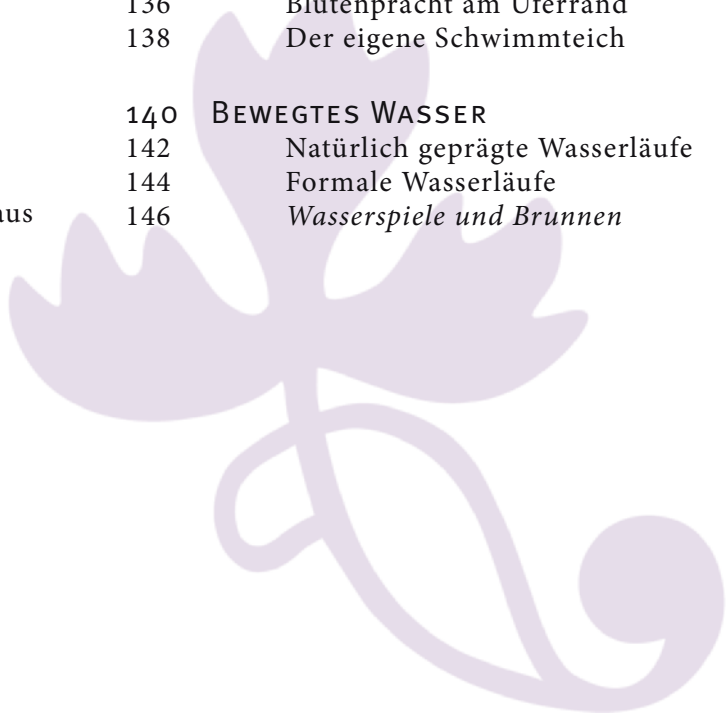 136 Blütenpracht am Uferrand
138 Der eigene Schwimmteich
140 Bewegtes Wasser
142 Natürlich geprägte Wasserläufe
144 Formale Wasserläufe
aus
146 Wasserspiele und Brunnen